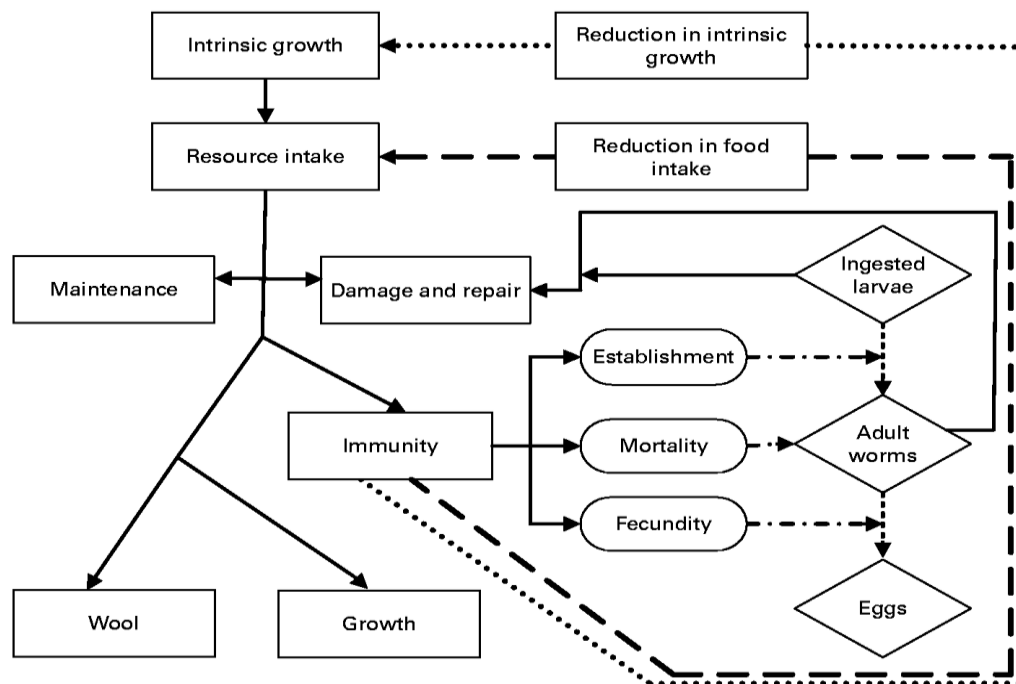 Intrinsic growth
Reduction in intrinsic
growth
Resource intake
Reduction in food
intake
Maintenance
Damage and repair
Ingested
larvae
Establishment
Immunity
Mortality
Adult
worms
Fecundity
Wool
Growth
Eggs